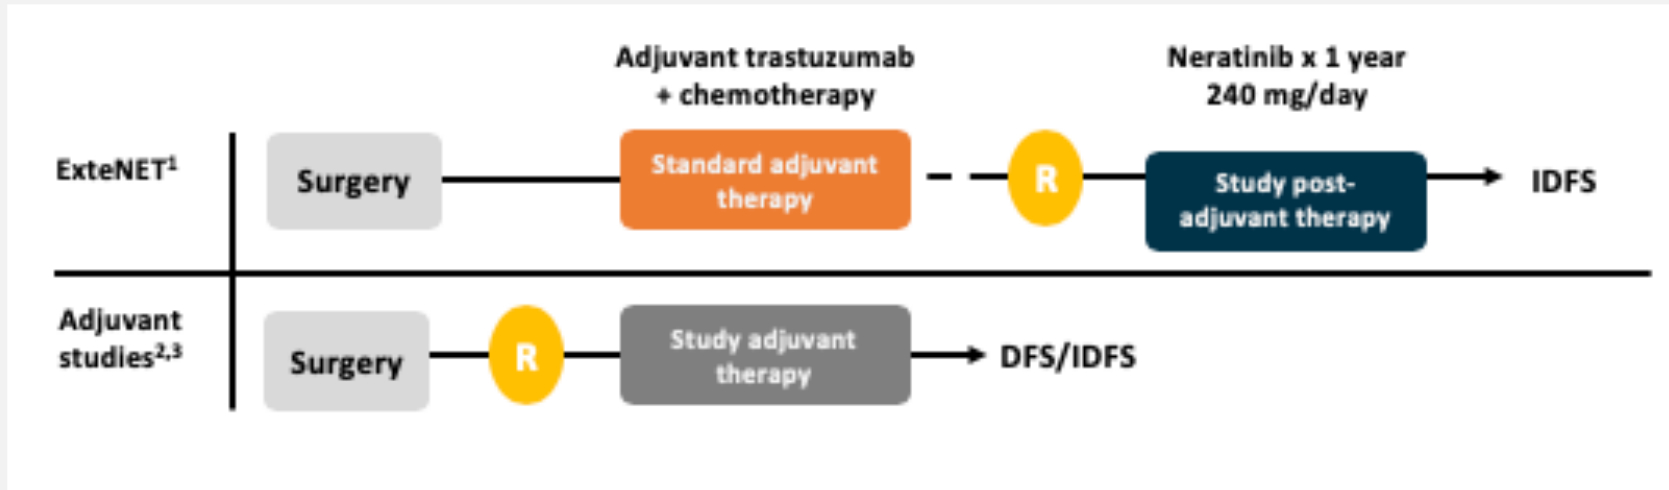 Adjuvant trastuzumab
+ chemotherapy
Neratinib x 1 year
240 mg/day
ExteNET¹
Surgery
Standard adjuvant
therapy
R
Study post-
adjuvant therapy
IDFS
Adjuvant
studies²,³
Surgery
R
Study adjuvant
therapy
DFS/IDFS